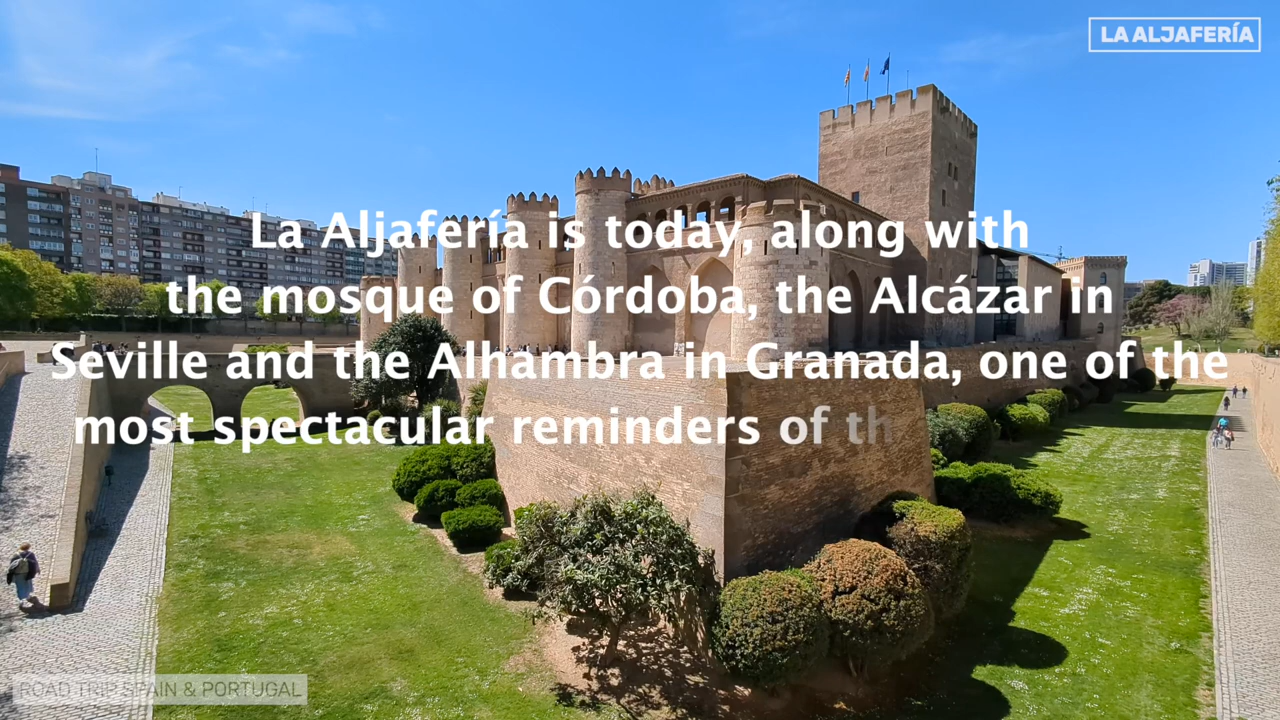 LA ALJAFERÍA
La Aljafería is today, along with
the mosque of Córdoba, the Alcázar in
Seville and the Alhambra in Granada, one of the
most spectacular reminders of th
ROAD TRIP SPAIN & PORTUGAL